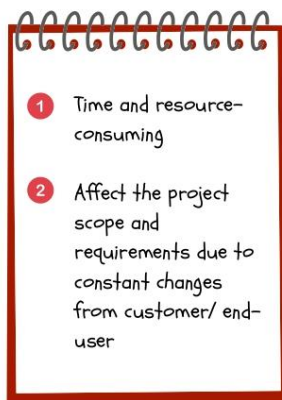 1 Time and resource-
consuming
2 Affect the project
scope and
requirements due to
constant changes
from customer/ end-
user